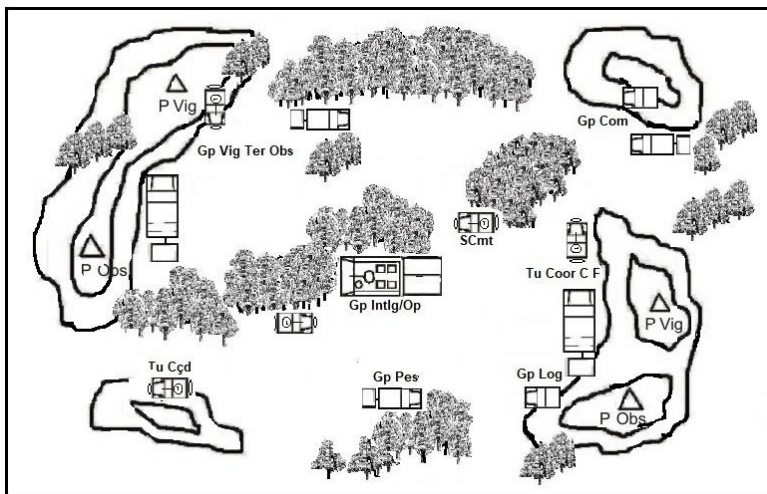 P Vig
Gp Vig Ter Obs
Gp Com
SCmt
Tu Coor C F
P Obs
Gp Intlg/Op
P Vig
Tu Cçd
Gp Pes
Gp Log
P Obs